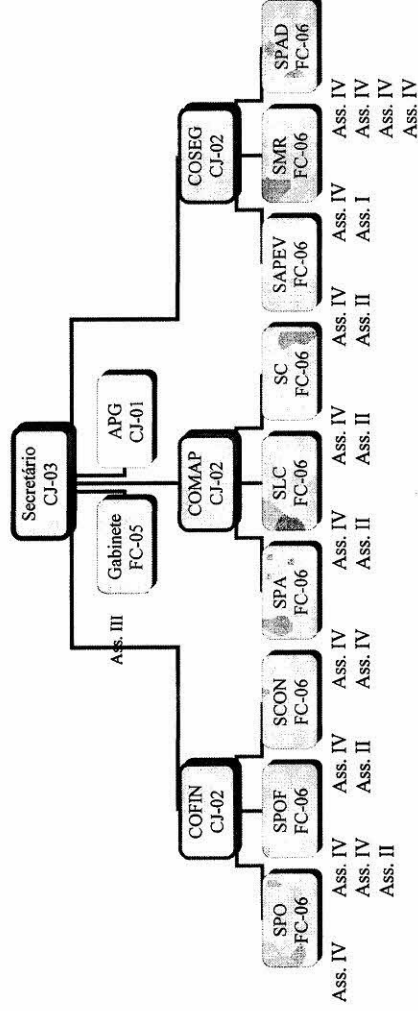 Secretário
CJ-03
Gabinete
FC-05
APG
CJ-01
Ass. III
COFIN
CJ-02
COMAP
CJ-02
COSEG
CJ-02
SPO
FC-06
SPOF
FC-06
SCON
FC-06
SPA
FC-06
SLC
FC-06
SC
FC-06
SAPEV
FC-06
SMR
FC-06
SPAD
FC-06
Ass. IV
Ass. IV
Ass. IV
Ass. II
Ass. IV
Ass. II
Ass. IV
Ass. IV
Ass. IV
Ass. II
Ass. IV
Ass. II
Ass. IV
Ass. II
Ass. IV
Ass. I
Ass. IV
Ass. IV
Ass. IV
Ass. IV